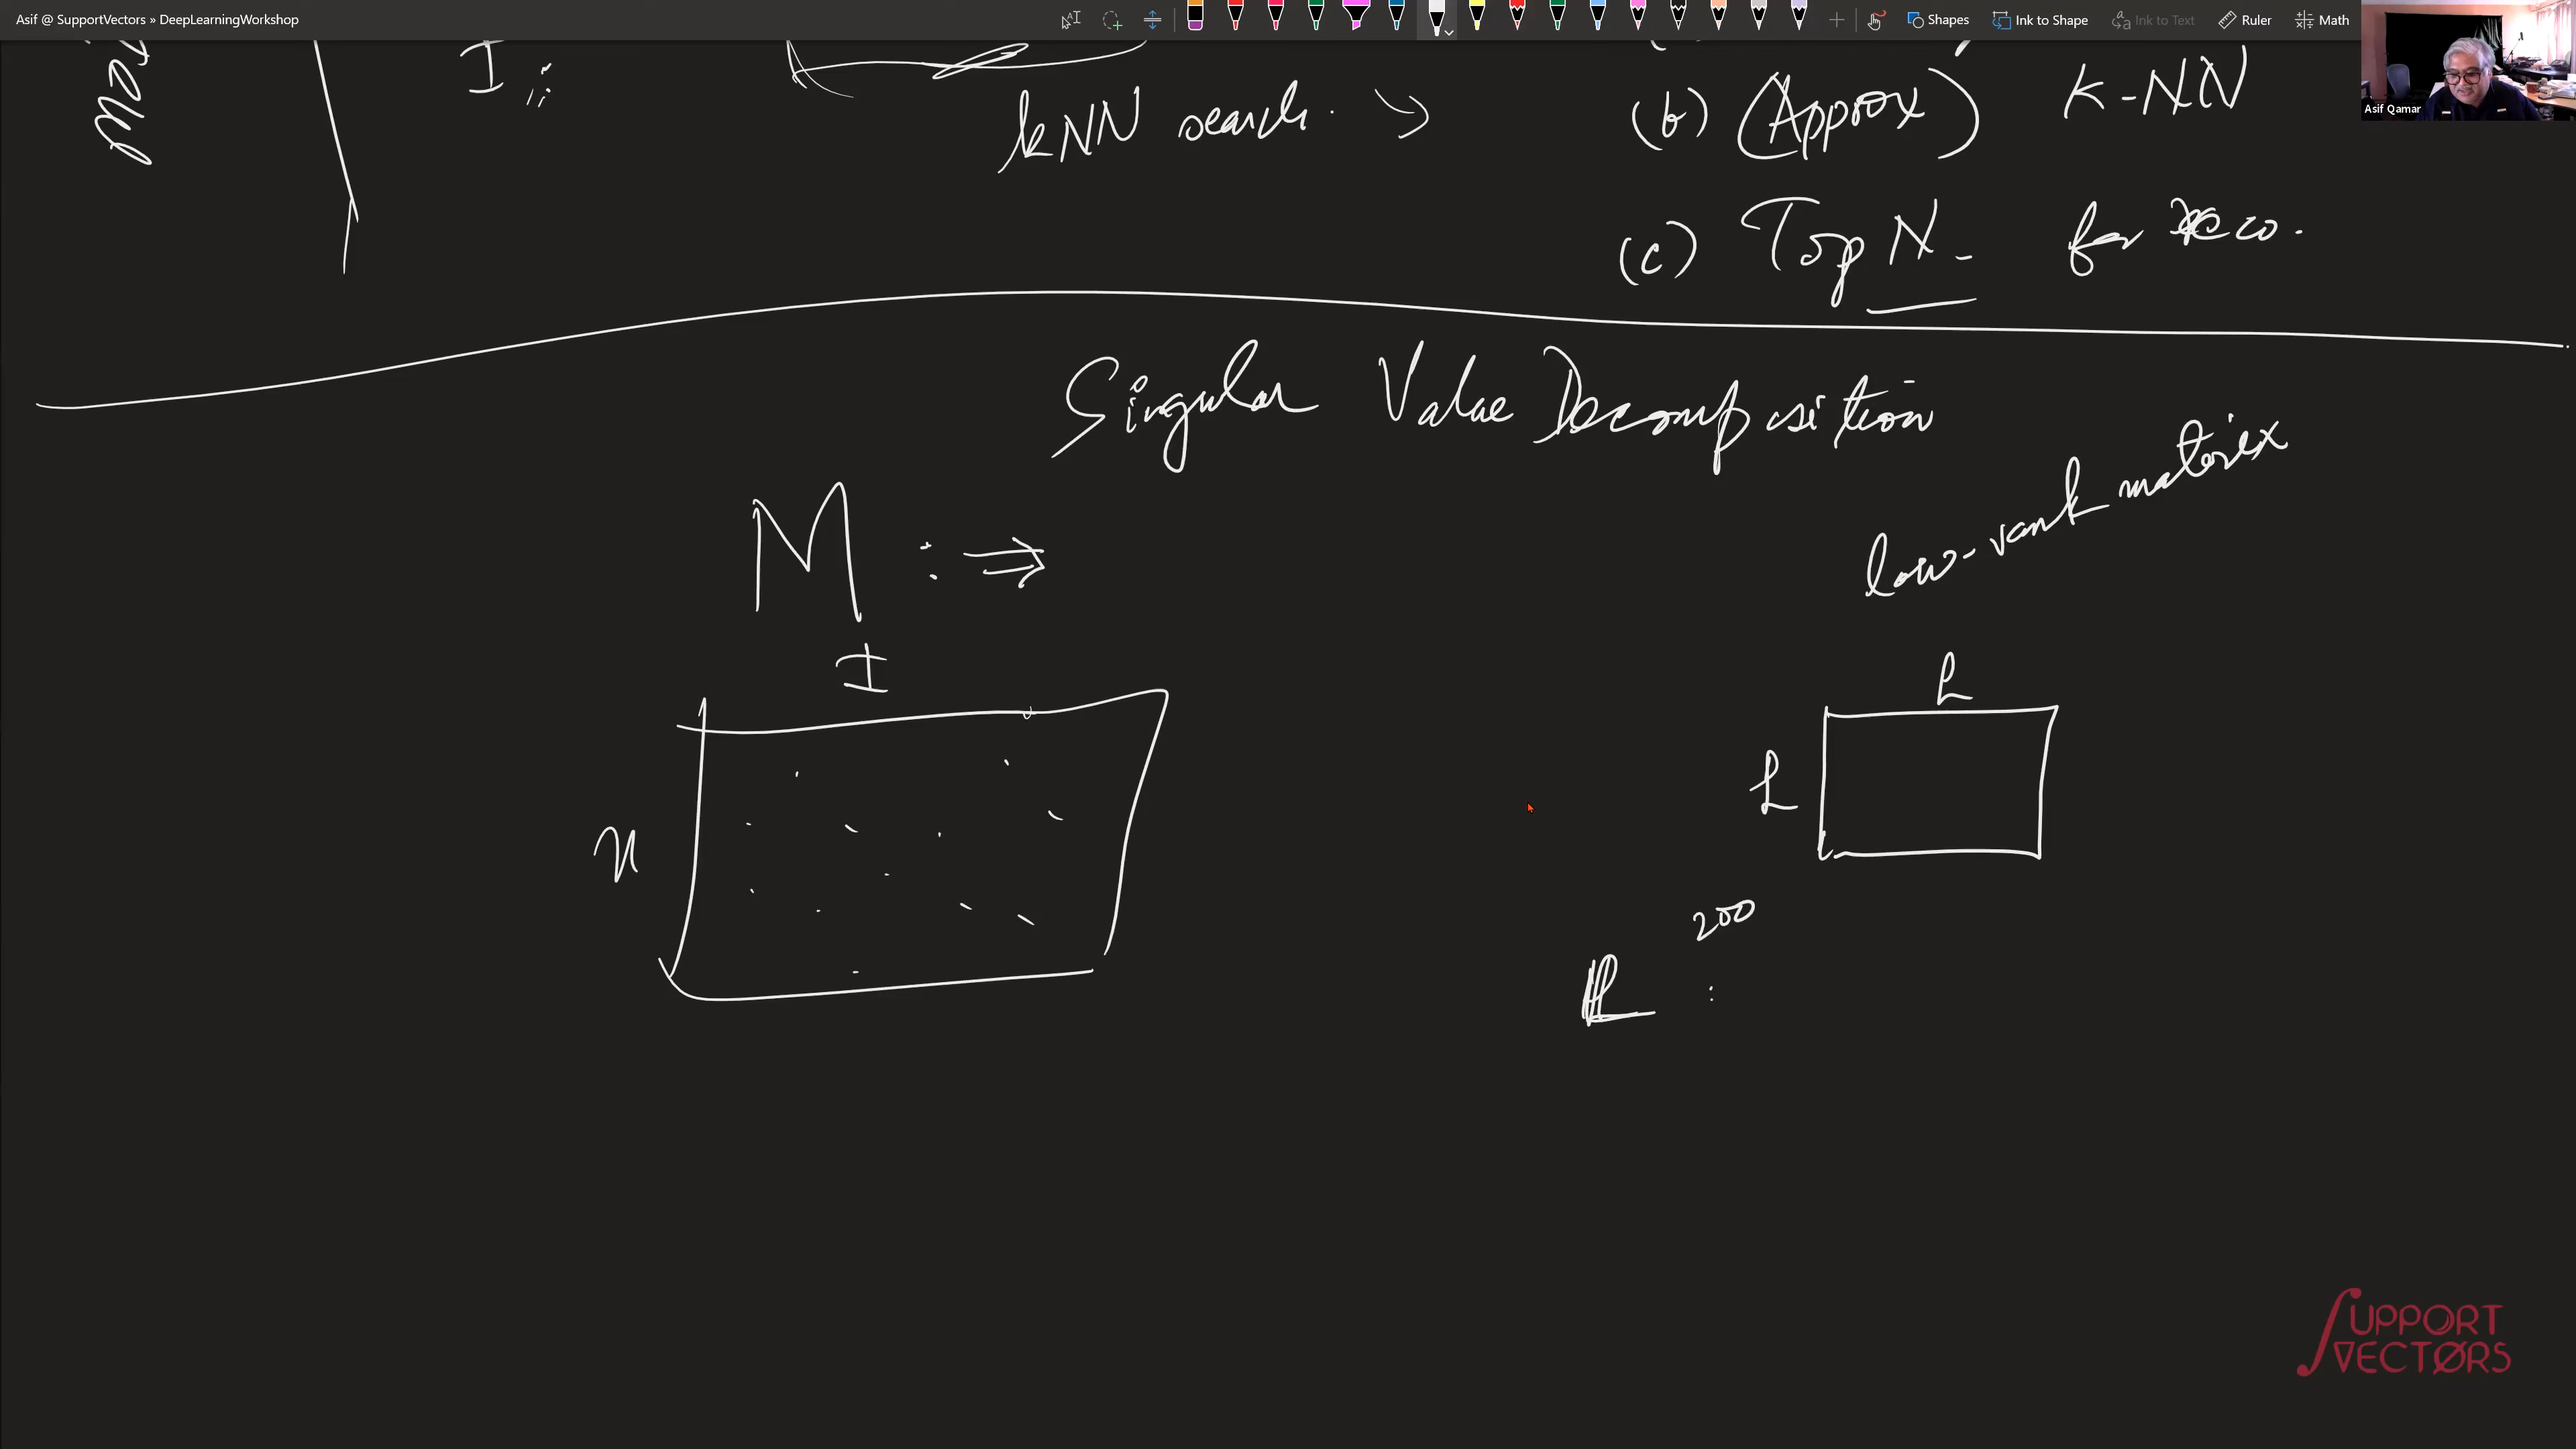 Asif @ SupportVectors » DeepLearningWorkshop
Shapes
Ink to Shape
Ink to Text
Ruler
Math
Asif Qamar
I
kNN search. →
(b) (Approx) K-NN
(c) Top N - for reco.
Singular Value Decomposition
low-rank matrix
M : ⇒
I
L
L
200
L :
SUPPORT
VECTORS